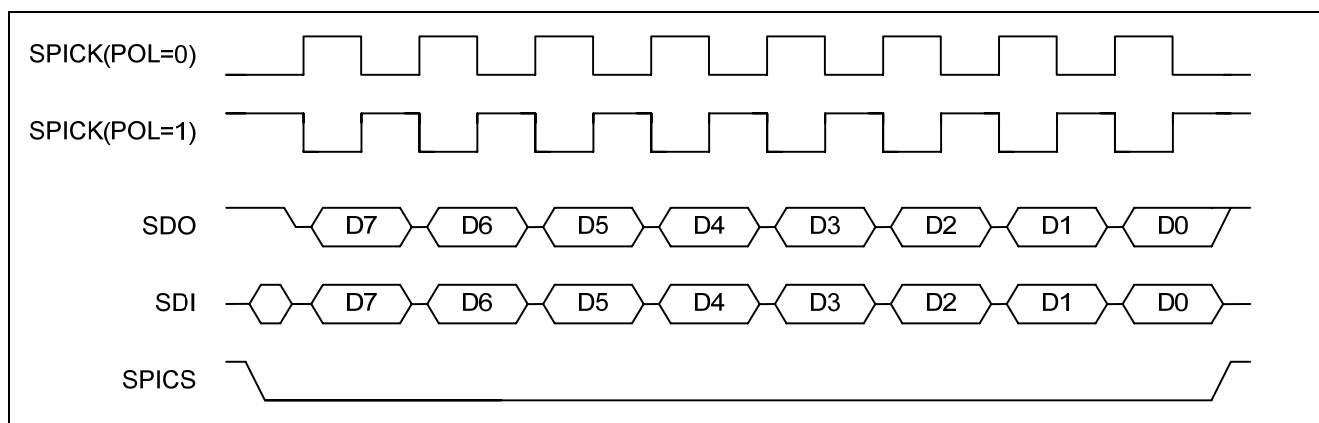 SPICK(POL=0)
SPICK(POL=1)
SDO D7 D6 D5 D4 D3 D2 D1 D0
SDI D7 D6 D5 D4 D3 D2 D1 D0
SPICS